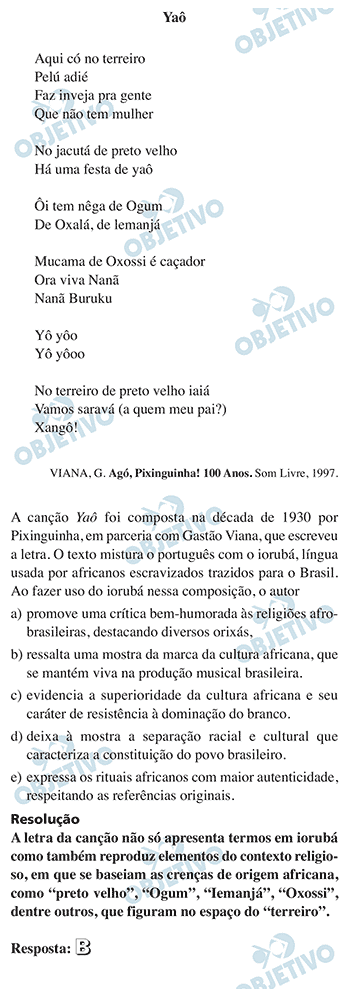 Yaô
Aqui có no terreiro
Pelú adié
Faz inveja pra gente
Que não tem mulher
No jacutá de preto velho
Há uma festa de yaô
Ôi tem nêga de Ogum
De Oxalá, de Iemanjá
Mucama de Oxossi é caçador
Ora viva Nanã
Nanã Buruku
Yô yôo
Yô yôoo
No terreiro de preto velho iaiá
Vamos saravá (a quem meu pai?)
Xangô!
VIANA, G. Agó, Pixinguinha! 100 Anos. Som Livre, 1997.
A canção Yaô foi composta na década de 1930 por
Pixinguinha, em parceria com Gastão Viana, que escreveu
a letra. O texto mistura o português com o iorubá, língua
usada por africanos escravizados trazidos para o Brasil.
Ao fazer uso do iorubá nessa composição, o autor
a) promove uma crítica bem-humorada às religiões afro-
brasileiras, destacando diversos orixás,
b) ressalta uma mostra da marca da cultura africana, que
se mantém viva na produção musical brasileira.
c) evidencia a superioridade da cultura africana e seu
caráter de resistência à dominação do branco.
d) deixa à mostra a separação racial e cultural que
caracteriza a constituição do povo brasileiro.
e) expressa os rituais africanos com maior autenticidade,
respeitando as referências originais.
Resolução
A letra da canção não só apresenta termos em iorubá
como também reproduz elementos do contexto religio-
so, em que se baseiam as crenças de origem africana,
como “preto velho”, “Ogum”, “Iemanjá”, “Oxossi”,
dentre outros, que figuram no espaço do “terreiro”.
Resposta: B
OBJETIVO
OBJETIVO
OBJETIVO
OBJETIVO
OBJETIVO
OBJETIVO
OBJETIVO
OBJETIVO
OBJETIVO
OBJETIVO
OBJETIVO
OBJETIVO